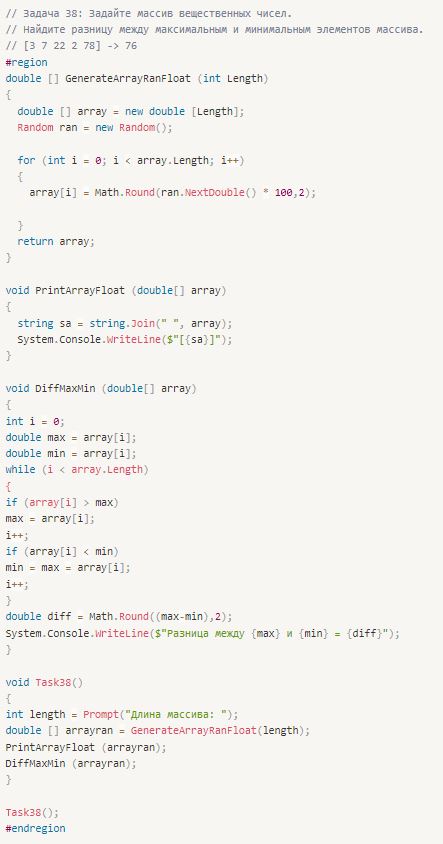 // Задача 38: Задайте массив вещественных чисел.
// Найдите разницу между максимальным и минимальным элементов массива.
// [3 7 22 2 78] -> 76
#region
double [] GenerateArrayRanFloat (int Length)
{
  double [] array = new double [Length];
  Random ran = new Random();

  for (int i = 0; i < array.Length; i++)
  {
    array[i] = Math.Round(ran.NextDouble() * 100,2);

  }
  return array;
}

void PrintArrayFloat (double[] array)
{
  string sa = string.Join(" ", array);
  System.Console.WriteLine($"[{sa}]");
}

void DiffMaxMin (double[] array)
{
int i = 0;
double max = array[i];
double min = array[i];
while (i < array.Length)
{
if (array[i] > max)
max = array[i];
i++;
if (array[i] < min)
min = max = array[i];
i++;
}
double diff = Math.Round((max-min),2);
System.Console.WriteLine($"Разница между {max} и {min} = {diff}");
}

void Task38()
{
int length = Prompt("Длина массива: ");
double [] arrayran = GenerateArrayRanFloat(length);
PrintArrayFloat (arrayran);
DiffMaxMin (arrayran);
}

Task38();
#endregion